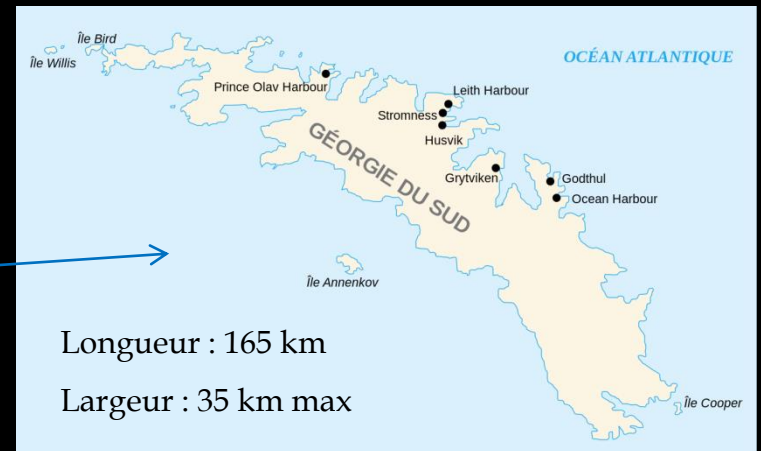 Île Bird
Île Willis
OCÉAN ATLANTIQUE
Prince Olav Harbour
Leith Harbour
Stromness
Husvik
GÉORGIE DU SUD
Grytviken
Godthul
Ocean Harbour
Île Annenkov
Longueur : 165 km
Largeur : 35 km max
Île Cooper